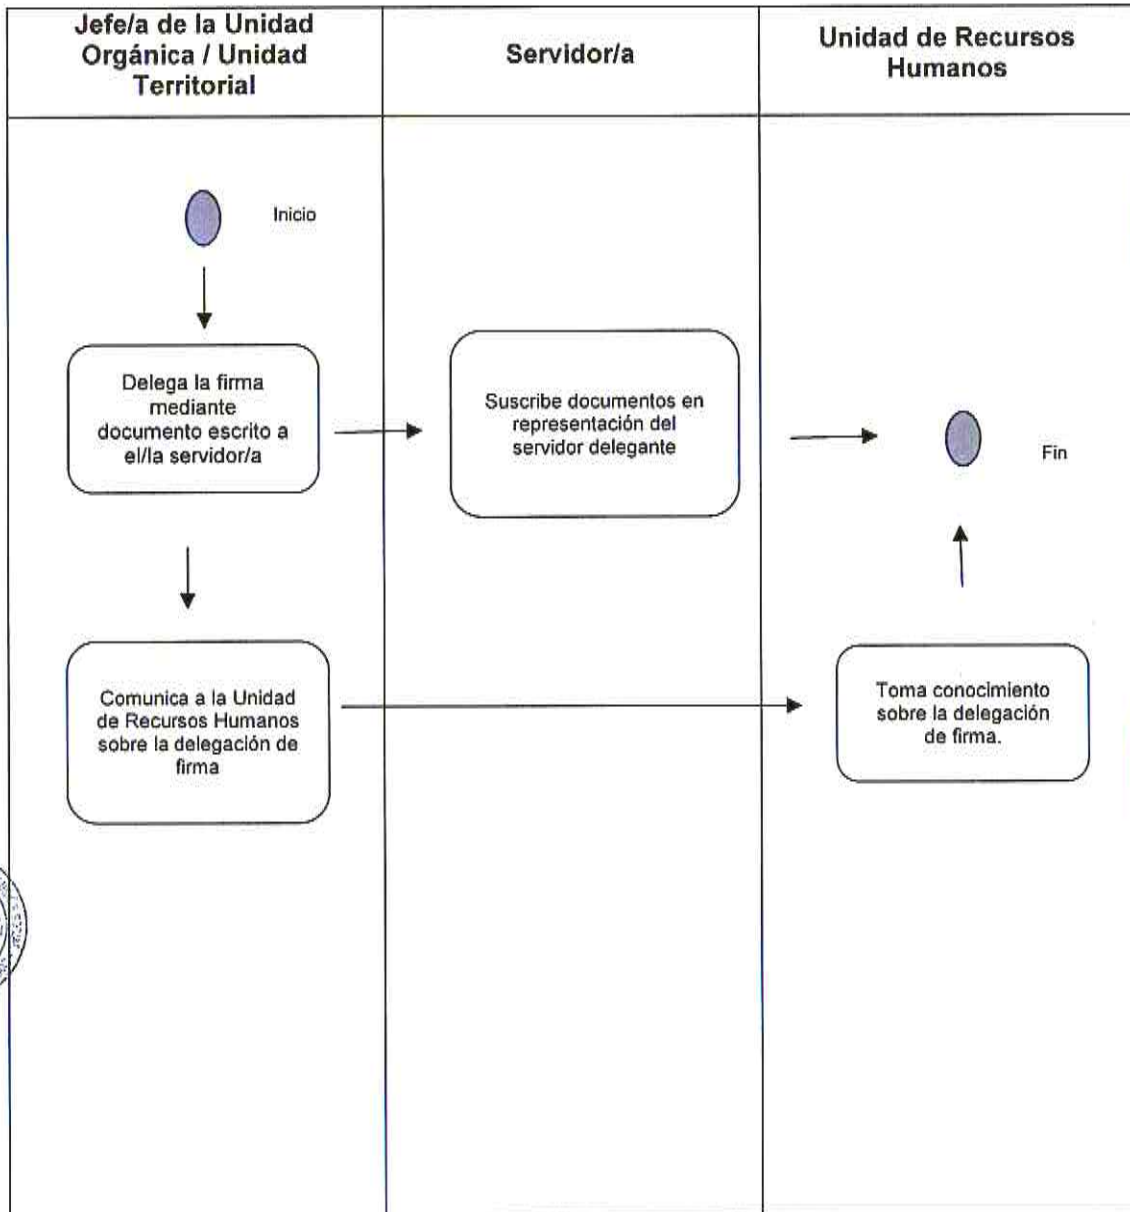 Jefe/a de la Unidad
Orgánica / Unidad
Territorial
Servidor/a
Unidad de Recursos
Humanos
Inicio
Delega la firma
mediante
documento escrito a
el/la servidor/a
Suscribe documentos en
representación del
servidor delegante
Fin
Comunica a la Unidad
de Recursos Humanos
sobre la delegación de
firma
Toma conocimiento
sobre la delegación
de firma.